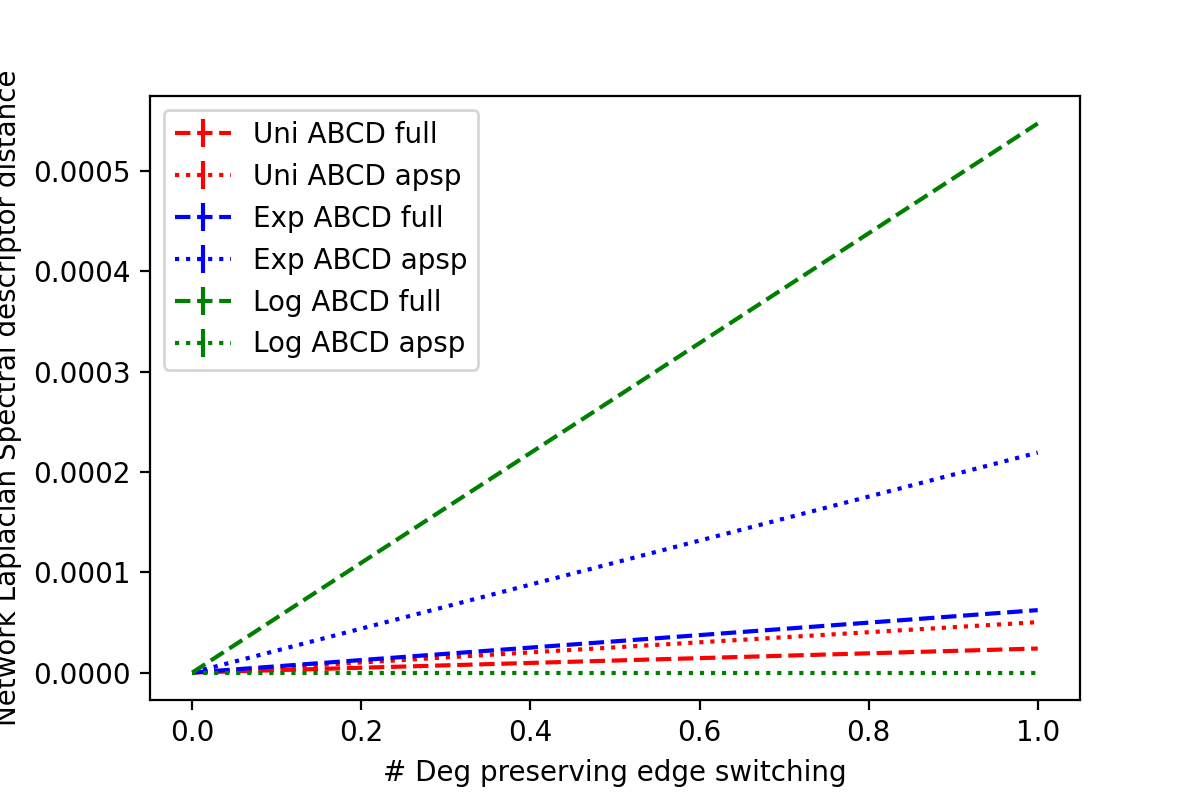 Network Laplacian Spectral descriptor distance
0.0005
0.0004
0.0003
0.0002
0.0001
0.0000
Uni ABCD full
Uni ABCD apsp
Exp ABCD full
Exp ABCD apsp
Log ABCD full
Log ABCD apsp
0.0 0.2 0.4 0.6 0.8 1.0
# Deg preserving edge switching